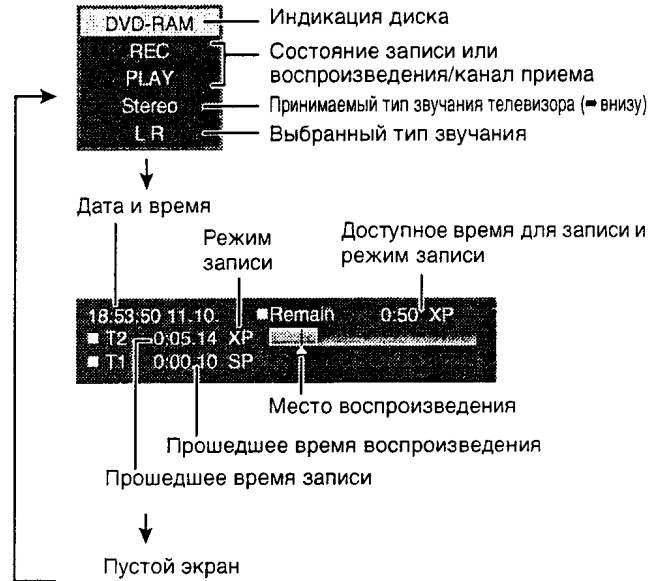 DVD-RAM
Индикация диска
REC
PLAY
Состояние записи или
воспроизведения/канал приема
Stereo
Принимаемый тип звучания телевизора (➡ внизу)
L R
Выбранный тип звучания
Дата и время
Режим
записи
Доступное время для записи и
режим записи
18:53:50 11.10. ■Remain 0:50 XP
■ T2 0:05.14 XP
■ T1 0:00.10 SP
Место воспроизведения
Прошедшее время воспроизведения
Прошедшее время записи
Пустой экран